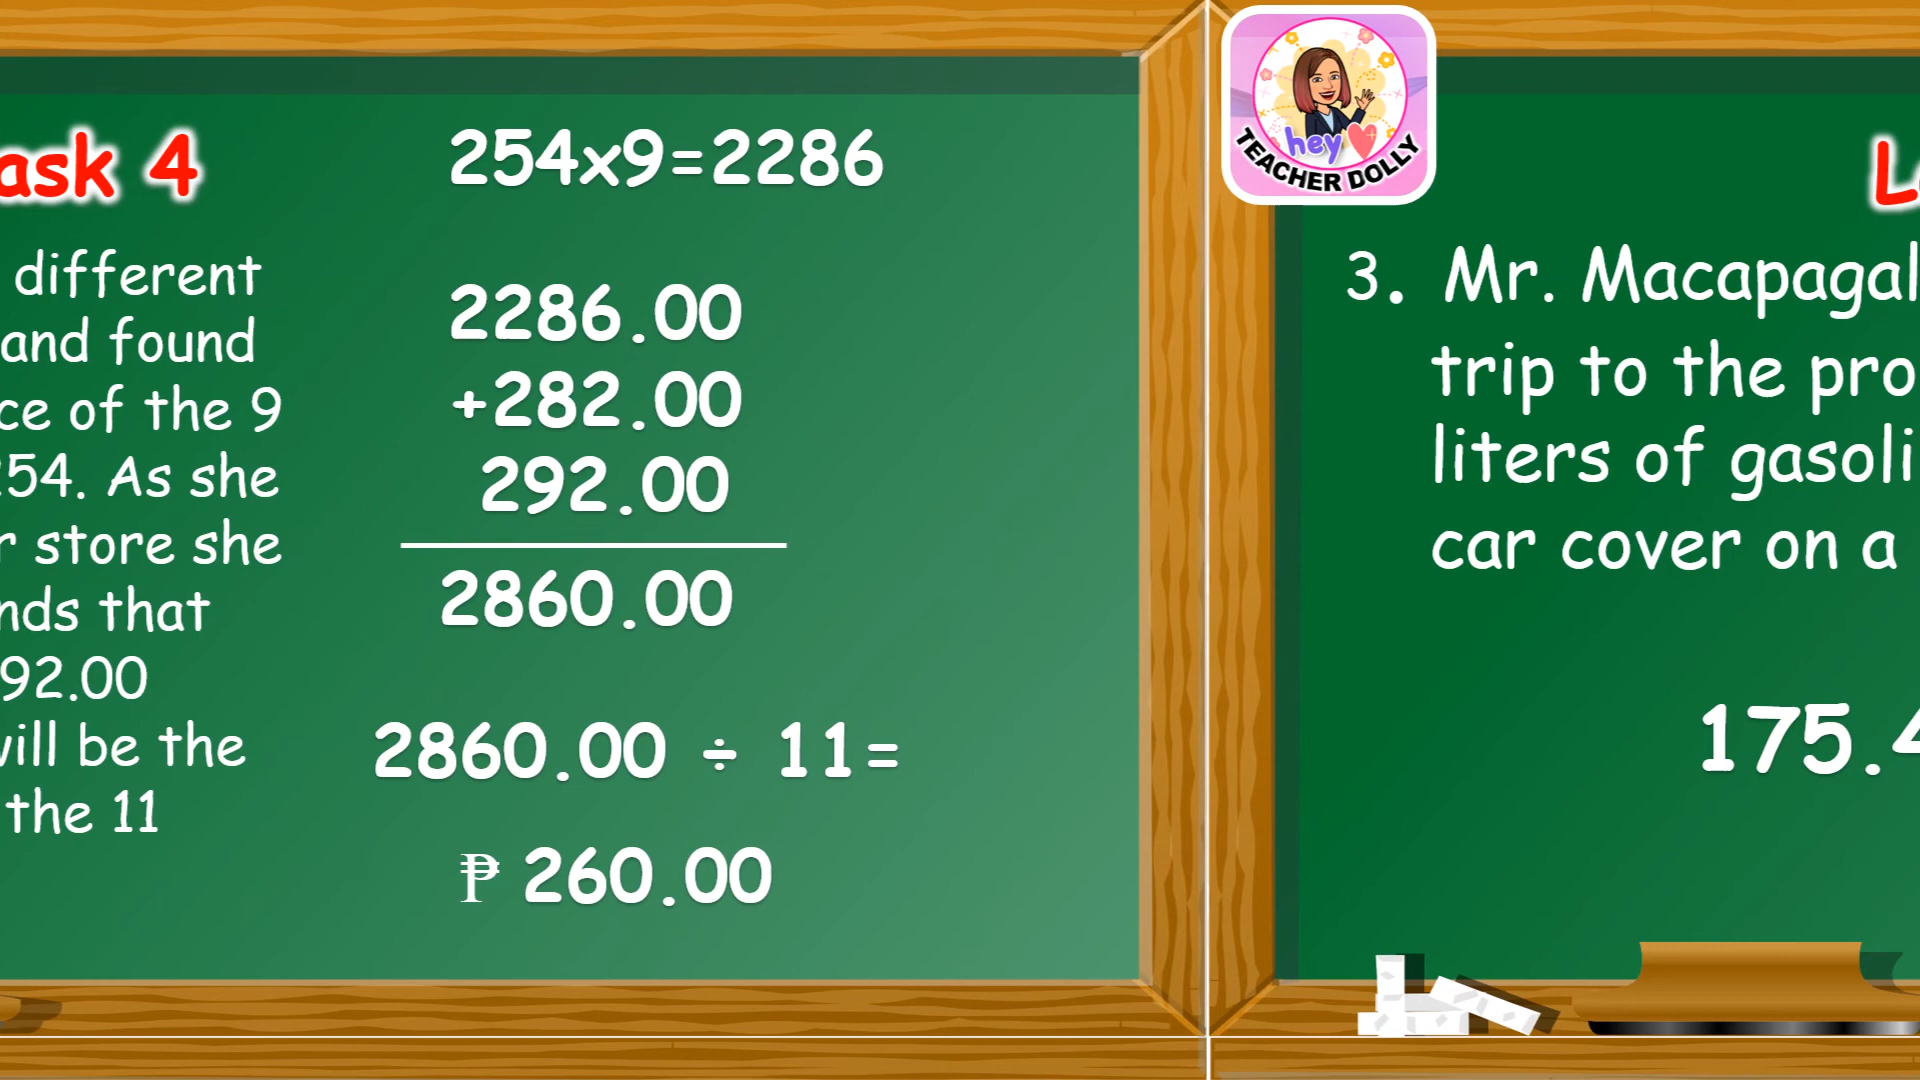 ask 4
different
and found
ce of the 9
254. As she
r store she
nds that
92.00
will be the
the 11
254x9=2286
2286.00
+282.00
292.00
2860.00
2860.00 ÷ 11=
₱ 260.00
hey
TEACHER DOLLY
L
3. Mr. Macapagal
trip to the pro
liters of gasoli
car cover on a
175.4